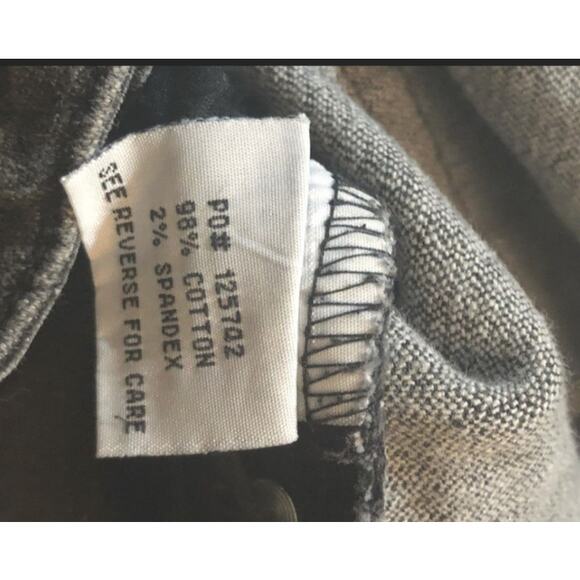 PO# 125702
98% COTTON
2% SPANDEX
SEE REVERSE FOR CARE